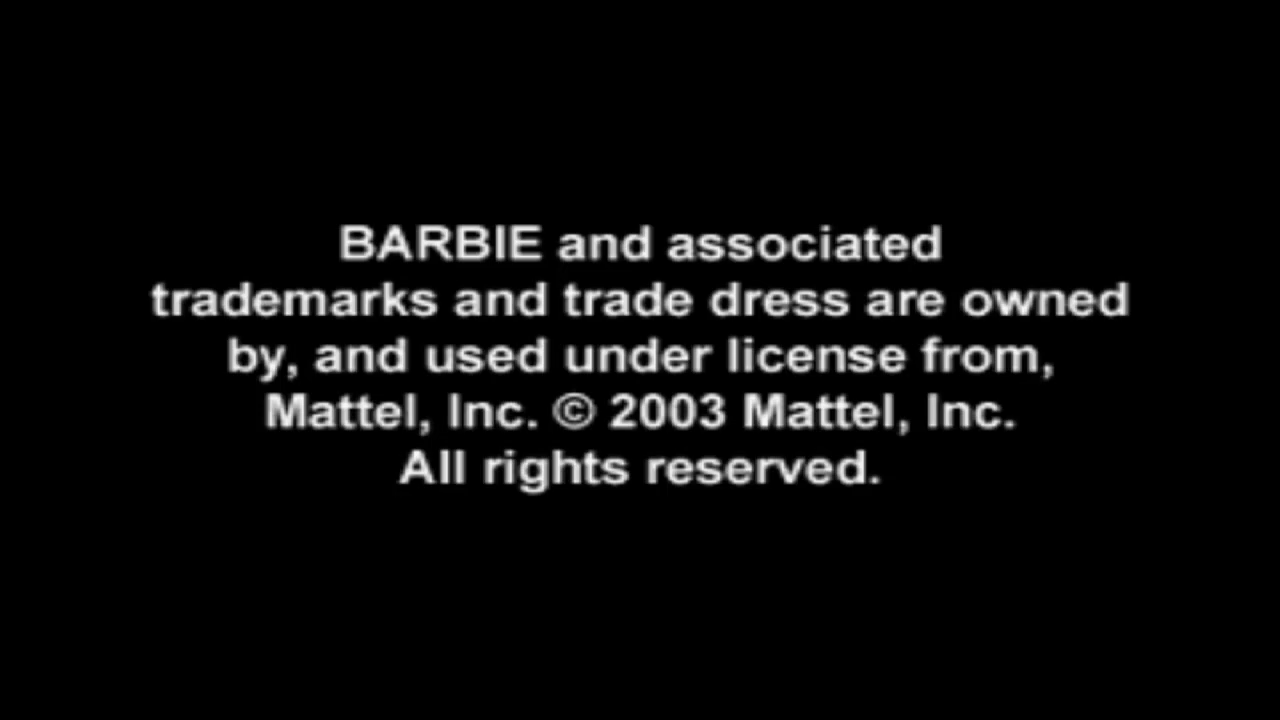 BARBIE and associated
trademarks and trade dress are owned
by, and used under license from,
Mattel, Inc. © 2003 Mattel, Inc.
All rights reserved.